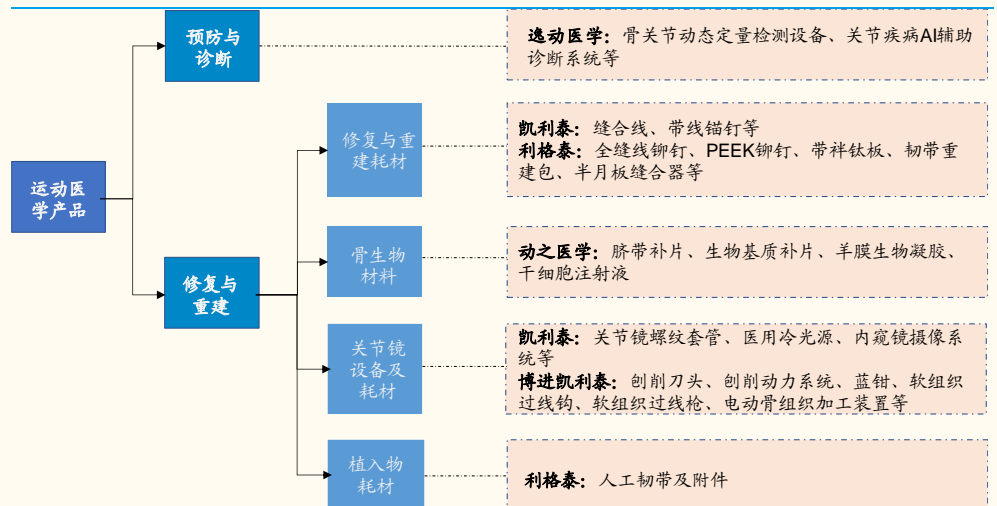 预防与
诊断
逸动医学：骨关节动态定量检测设备、关节疾病AI辅助
诊断系统等
运动医
学产品
修复与
重建
修复与重
建耗材
凯利泰：缝合线、带线锚钉等
利格泰：全缝线铆钉、PEEK铆钉、带袢钛板、韧带重
建包、半月板缝合器等
骨生物
材料
动之医学：脐带补片、生物基质补片、羊膜生物凝胶、
干细胞注射液
关节镜
设备及
耗材
凯利泰：关节镜螺纹套管、医用冷光源、内窥镜摄像系
统等
博进凯利泰：刨削刀头、刨削动力系统、蓝钳、软组织
过线钩、软组织过线枪、电动骨组织加工装置等
植入物
耗材
利格泰：人工韧带及附件